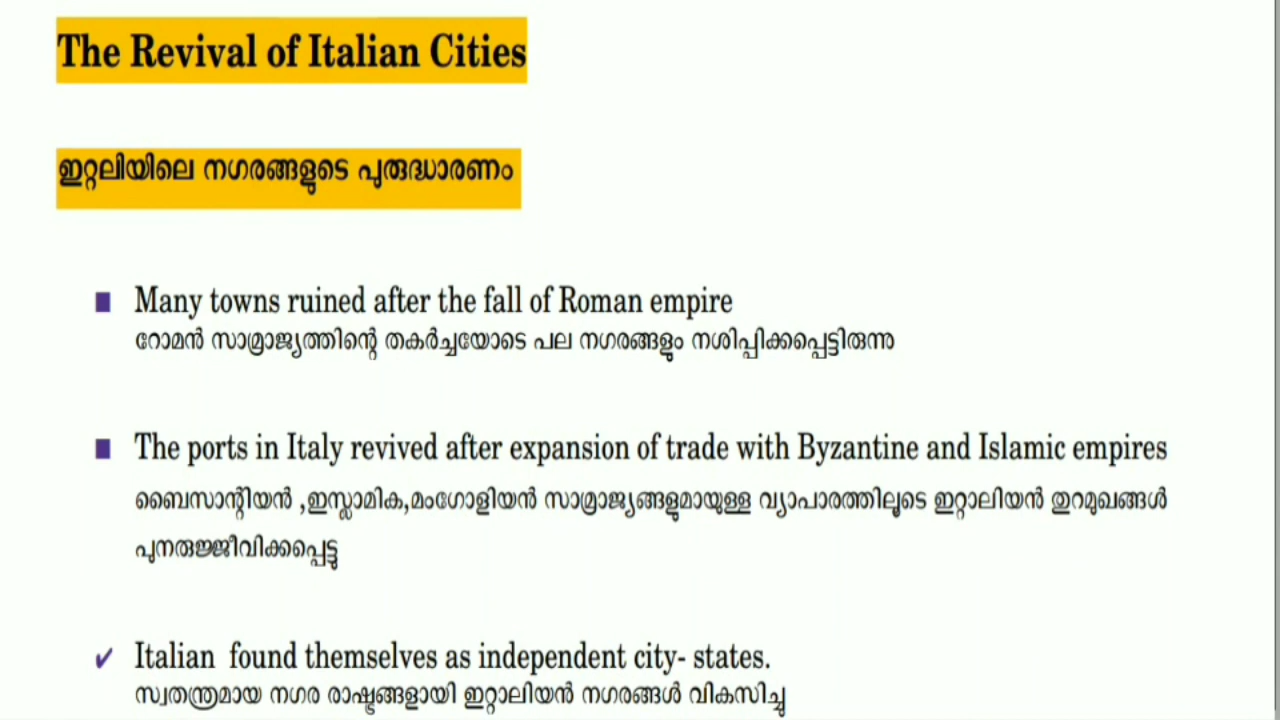 The Revival of Italian Cities
ഇറ്റലിയിലെ നഗരങ്ങളുടെ പുരുദ്ധാരണം
Many towns ruined after the fall of Roman empire
റോമൻ സാമ്രാജ്യത്തിന്റെ തകർച്ചയോടെ പല നഗരങ്ങളും നശിപ്പിക്കപ്പെട്ടിരുന്നു
The ports in Italy revived after expansion of trade with Byzantine and Islamic empires
ബൈസാന്റിയൻ ,ഇസ്ലാമിക,മംഗോളിയൻ സാമ്രാജ്യങ്ങളുമായുള്ള വ്യാപാരത്തിലൂടെ ഇറ്റാലിയൻ തുറമുഖങ്ങൾ
പുനരുജ്ജീവിക്കപ്പെട്ടു
Italian found themselves as independent city- states.
സ്വതന്ത്രമായ നഗര രാഷ്ട്രങ്ങളായി ഇറ്റാലിയൻ നഗരങ്ങൾ വികസിച്ചു